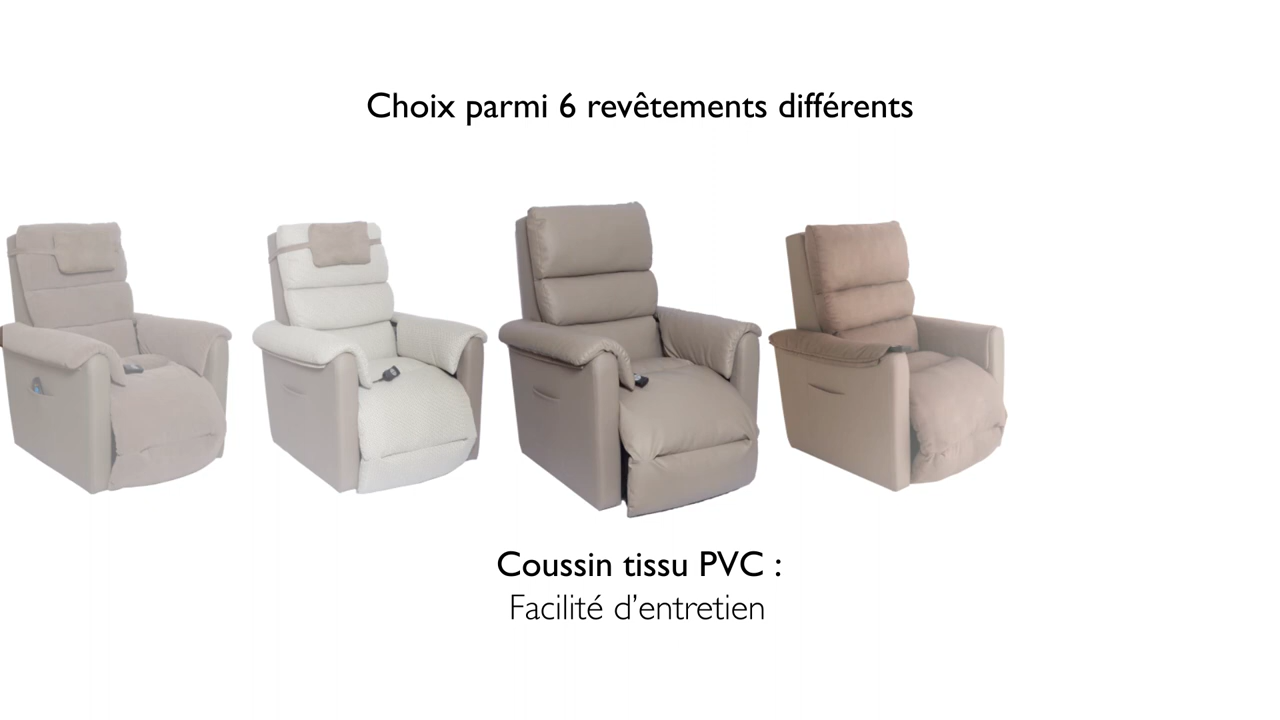 Choix parmi 6 revêtements différents
Coussin tissu PVC :
Facilité d’entretien